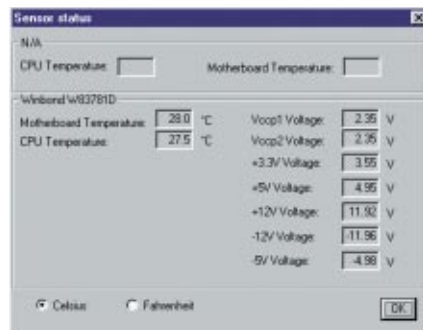 Sensor status
N/A
CPU Temperature:
Motherboard Temperature:
Winbond W83781D
Motherboard Temperature: 28.0 °C
CPU Temperature: 27.5 °C
Vccp1 Voltage: 2.35 V
Vccp2 Voltage: 2.35 V
+3.3V Voltage: 3.55 V
+5V Voltage: 4.95 V
+12V Voltage: 11.92 V
-12V Voltage: -11.96 V
-5V Voltage: -4.98 V
Celsius
Fahrenheit
OK